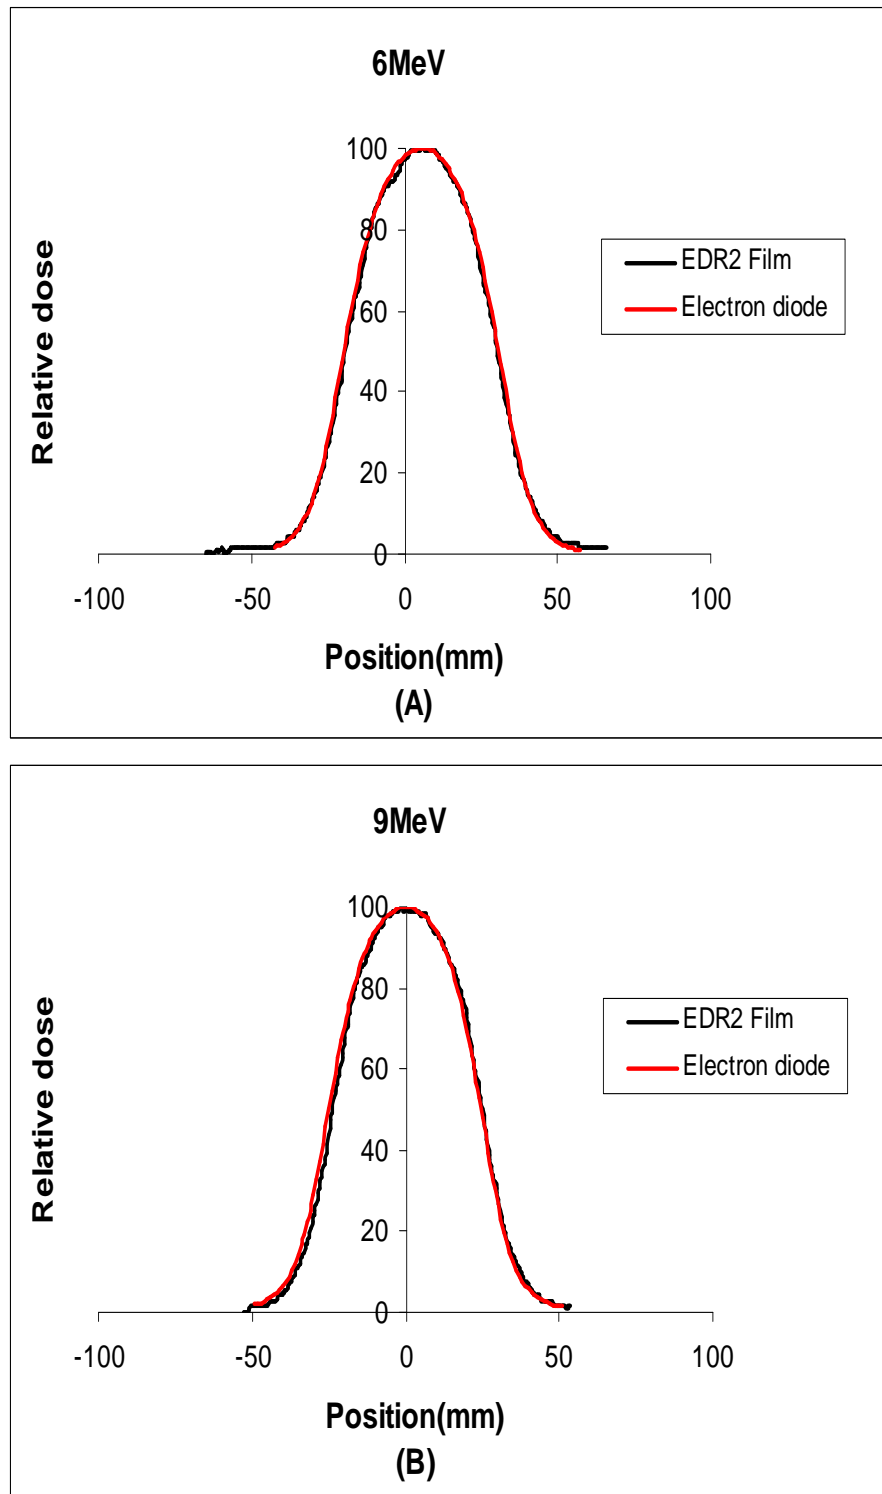 6MeV
100
80
60
40
20
0
-100 -50 0 50 100
Relative dose
EDR2 Film
Electron diode
Position(mm)
(A)
9MeV
100
80
60
40
20
0
-100 -50 0 50 100
Relative dose
EDR2 Film
Electron diode
Position(mm)
(B)